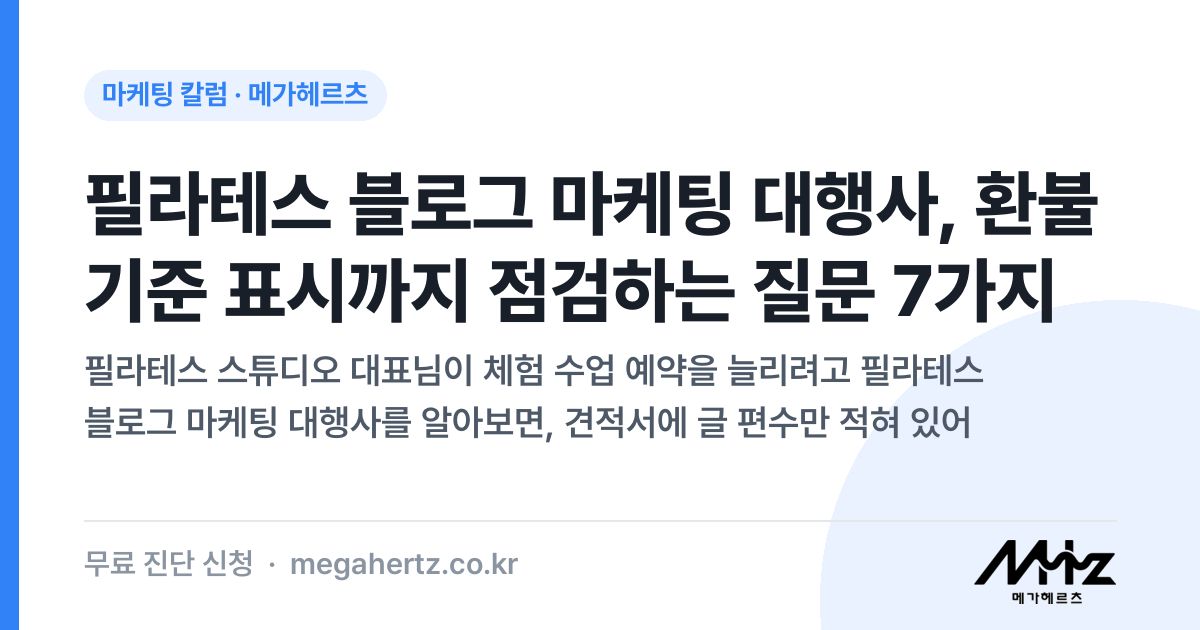 마케팅 칼럼 · 메가헤르츠
필라테스 블로그 마케팅 대행사, 환불
기준 표시까지 점검하는 질문 7가지
필라테스 스튜디오 대표님이 체험 수업 예약을 늘리려고 필라테스
블로그 마케팅 대행사를 알아보면, 견적서에 글 편수만 적혀 있어
무료 진단 신청 · megahertz.co.kr
MHz
메가헤르츠